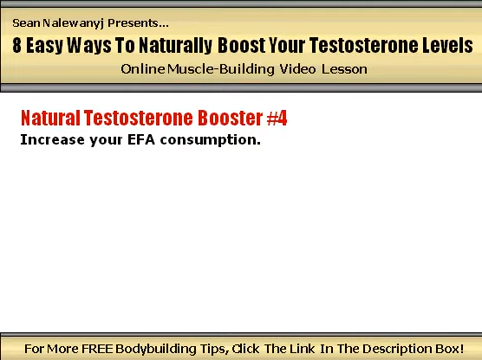 Sean Nalewanyj Presents...
8 Easy Ways To Naturally Boost Your Testosterone Levels
Online Muscle-Building Video Lesson
Natural Testosterone Booster #4
Increase your EFA consumption.
For More FREE Bodybuilding Tips, Click The Link In The Description Box!